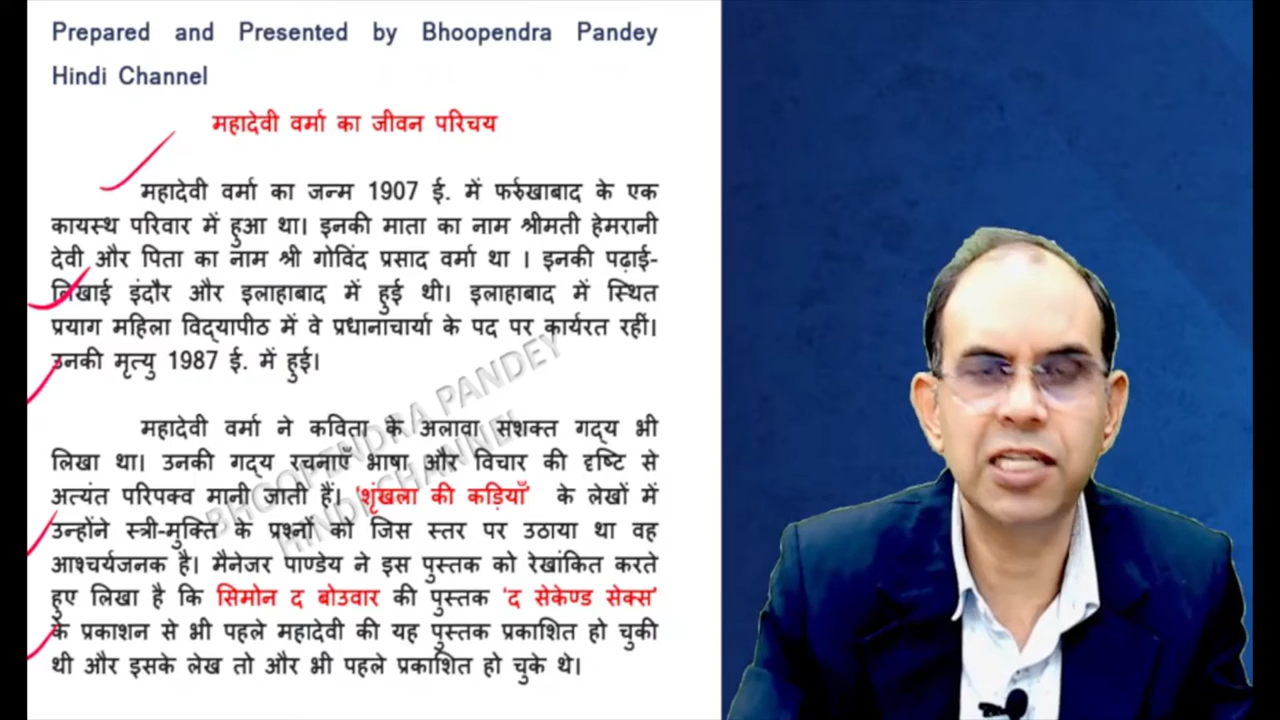 Prepared and Presented by Bhoopendra Pandey
Hindi Channel
महादेवी वर्मा का जीवन परिचय
महादेवी वर्मा का जन्म 1907 ई. में फर्रुखाबाद के एक
कायस्थ परिवार में हुआ था। इनकी माता का नाम श्रीमती हेमरानी
देवी और पिता का नाम श्री गोविंद प्रसाद वर्मा था । इनकी पढ़ाई-
लिखाई इंदौर और इलाहाबाद में हुई थी। इलाहाबाद में स्थित
प्रयाग महिला विद्यापीठ में वे प्रधानाचार्या के पद पर कार्यरत रहीं।
उनकी मृत्यु 1987 ई. में हुई।
महादेवी वर्मा ने कविता के अलावा सशक्त गद्य भी
लिखा था। उनकी गद्य रचनाएँ भाषा और विचार की दृष्टि से
अत्यंत परिपक्व मानी जाती हैं। 'शृंखला की कड़ियाँ' के लेखों में
उन्होंने स्त्री-मुक्ति के प्रश्नों को जिस स्तर पर उठाया था वह
आश्चर्यजनक है। मैनेजर पाण्डेय ने इस पुस्तक को रेखांकित करते
हुए लिखा है कि सिमोन द बोउवार की पुस्तक 'द सेकेण्ड सेक्स'
के प्रकाशन से भी पहले महादेवी की यह पुस्तक प्रकाशित हो चुकी
थी और इसके लेख तो और भी पहले प्रकाशित हो चुके थे।
BHOOPENDRA PANDEY
HINDI CHANNEL